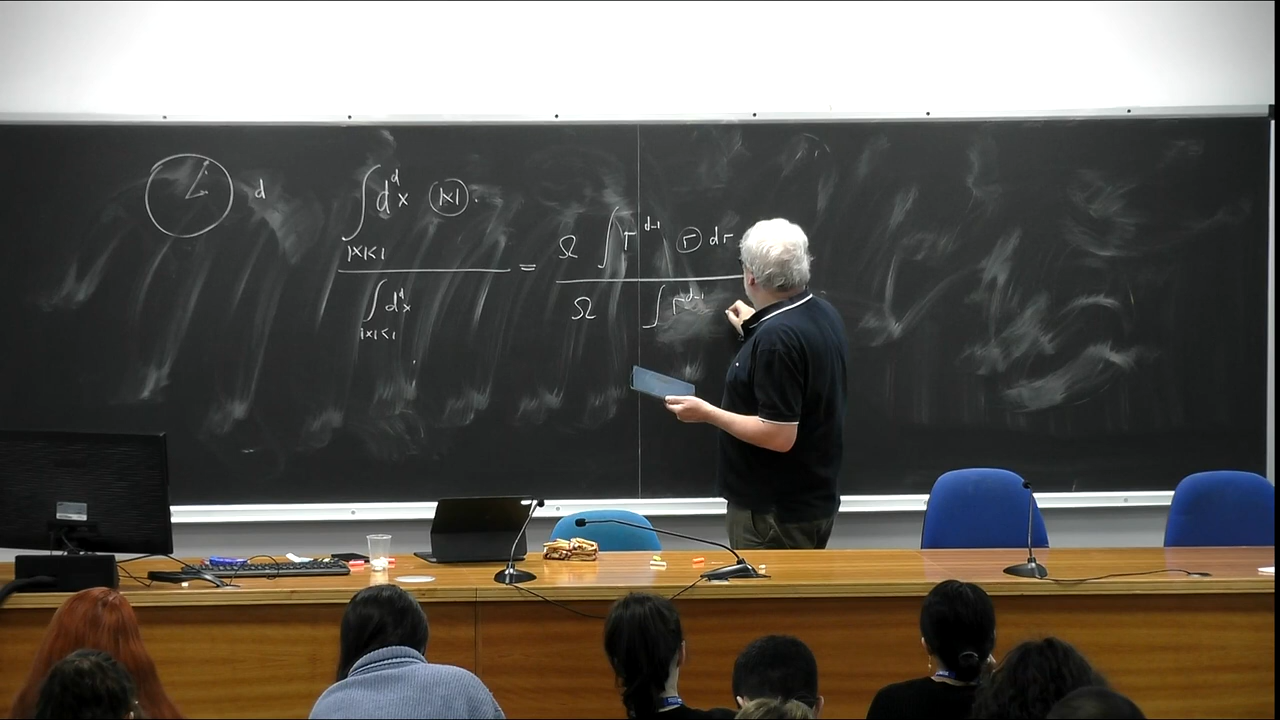 d
∫ d^d x |x|.
|x|<1
∫ d^d x
|x|<1
=
Ω ∫ r^{d-1} r dr
Ω ∫ r^{d-1}